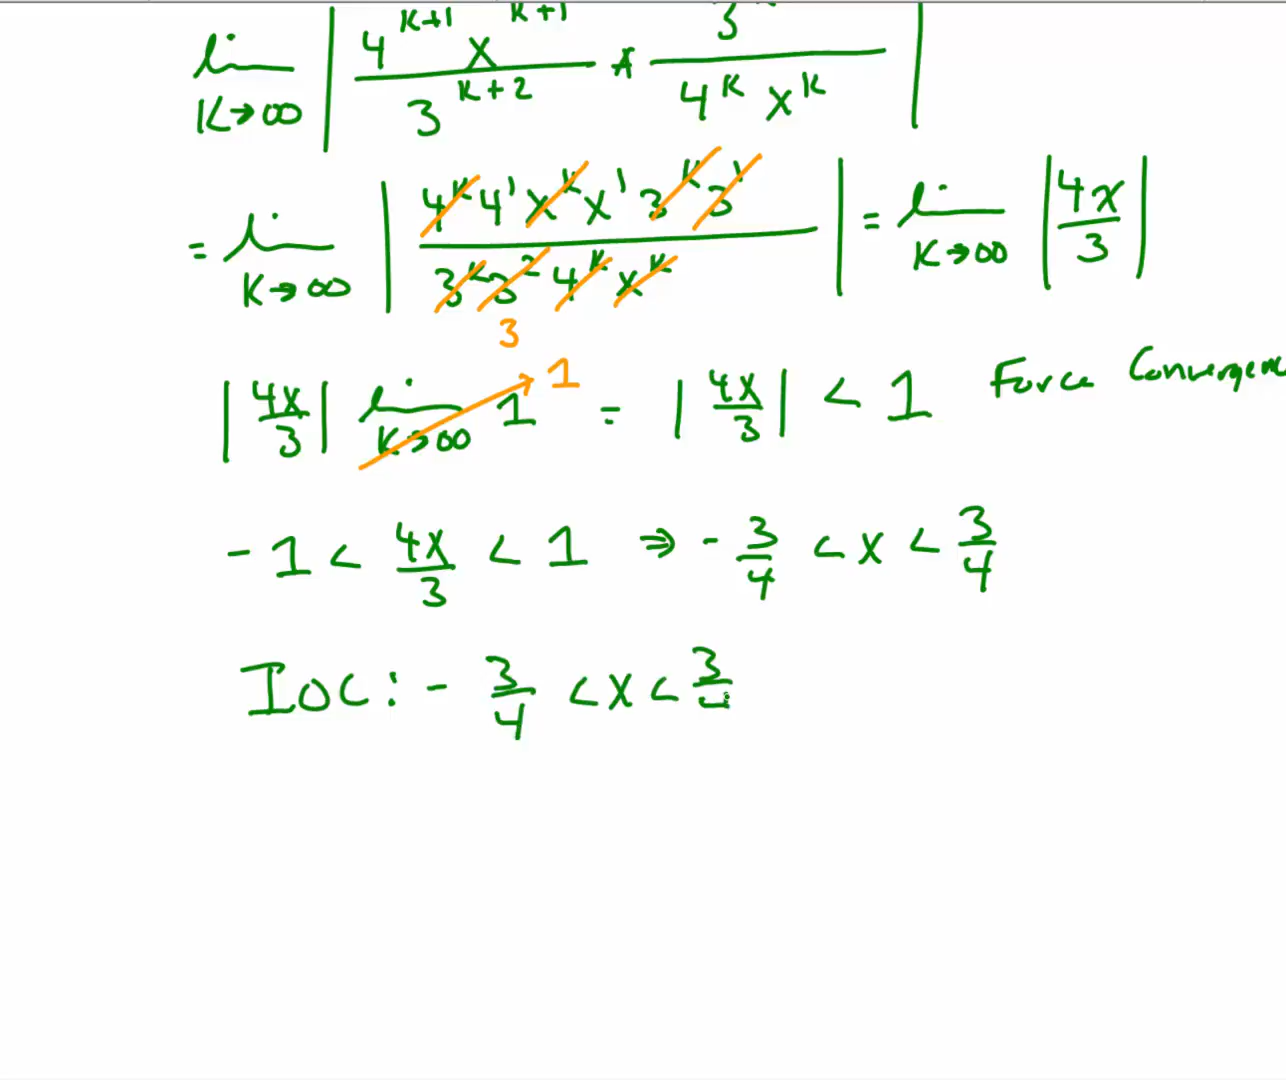 lim K→∞ | 4^{K+1} x^{K+1} / 3^{K+2} * 3 / 4^K x^K |
= lim K→∞ | 4^K 4^1 x^K x^1 3^K 3^1 / 3^K 3^2 4^K x^K | = lim K→∞ | 4x / 3 |
3
| 4x / 3 | lim K→∞ 1 1 = | 4x / 3 | < 1 Force Convergenc
-1 < 4x / 3 < 1 ⇒ - 3/4 < x < 3/4
IOC: - 3/4 < x < 3/4